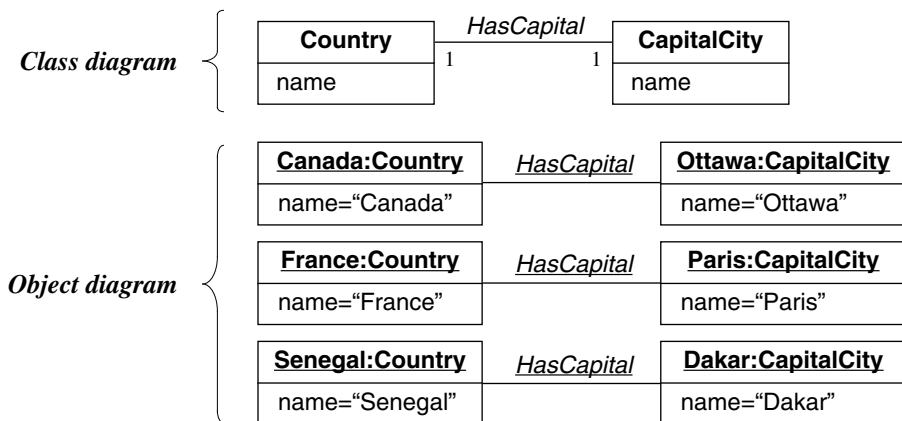 HasCapital
Country
CapitalCity
Class diagram
1
1
name
name
Canada:Country
HasCapital
Ottawa:CapitalCity
name=“Canada”
name=“Ottawa”
France:Country
HasCapital
Paris:CapitalCity
Object diagram
name=“France”
name=“Paris”
Senegal:Country
HasCapital
Dakar:CapitalCity
name=“Senegal”
name=“Dakar”